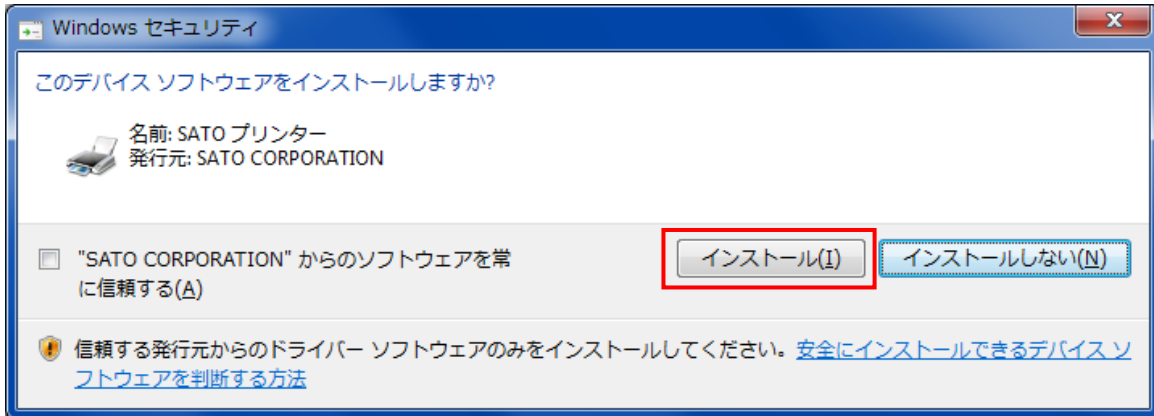 Windows セキュリティ
このデバイス ソフトウェアをインストールしますか?
名前: SATO プリンター
発行元: SATO CORPORATION
"SATO CORPORATION" からのソフトウェアを常
に信頼する(A)
インストール(I)
インストールしない(N)
信頼する発行元からのドライバー ソフトウェアのみをインストールしてください。安全にインストールできるデバイス ソ
フトウェアを判断する方法